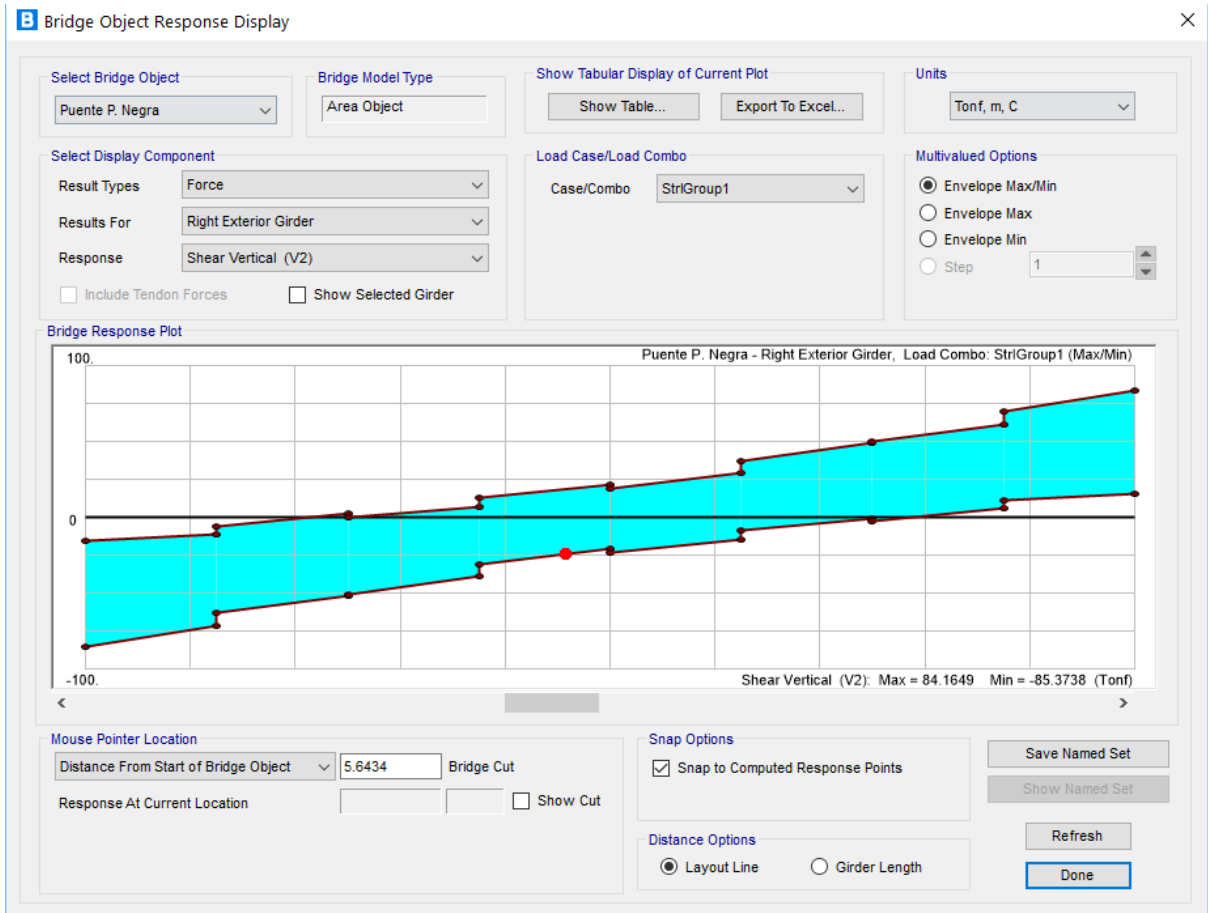 B Bridge Object Response Display
Select Bridge Object
Puente P. Negra
Bridge Model Type
Area Object
Show Tabular Display of Current Plot
Show Table...
Export To Excel...
Units
Tonf, m, C
Select Display Component
Result Types
Force
Results For
Right Exterior Girder
Response
Shear Vertical (V2)
Include Tendon Forces
Show Selected Girder
Load Case/Load Combo
Case/Combo
StrlGroup1
Multivalued Options
Envelope Max/Min
Envelope Max
Envelope Min
Step
1
Bridge Response Plot
100.
Puente P. Negra - Right Exterior Girder, Load Combo: StrlGroup1 (Max/Min)
0
-100.
Shear Vertical (V2): Max = 84.1649 Min = -85.3738 (Tonf)
Mouse Pointer Location
Distance From Start of Bridge Object
5.6434
Bridge Cut
Response At Current Location
Show Cut
Snap Options
Snap to Computed Response Points
Distance Options
Layout Line
Girder Length
Save Named Set
Show Named Set
Refresh
Done